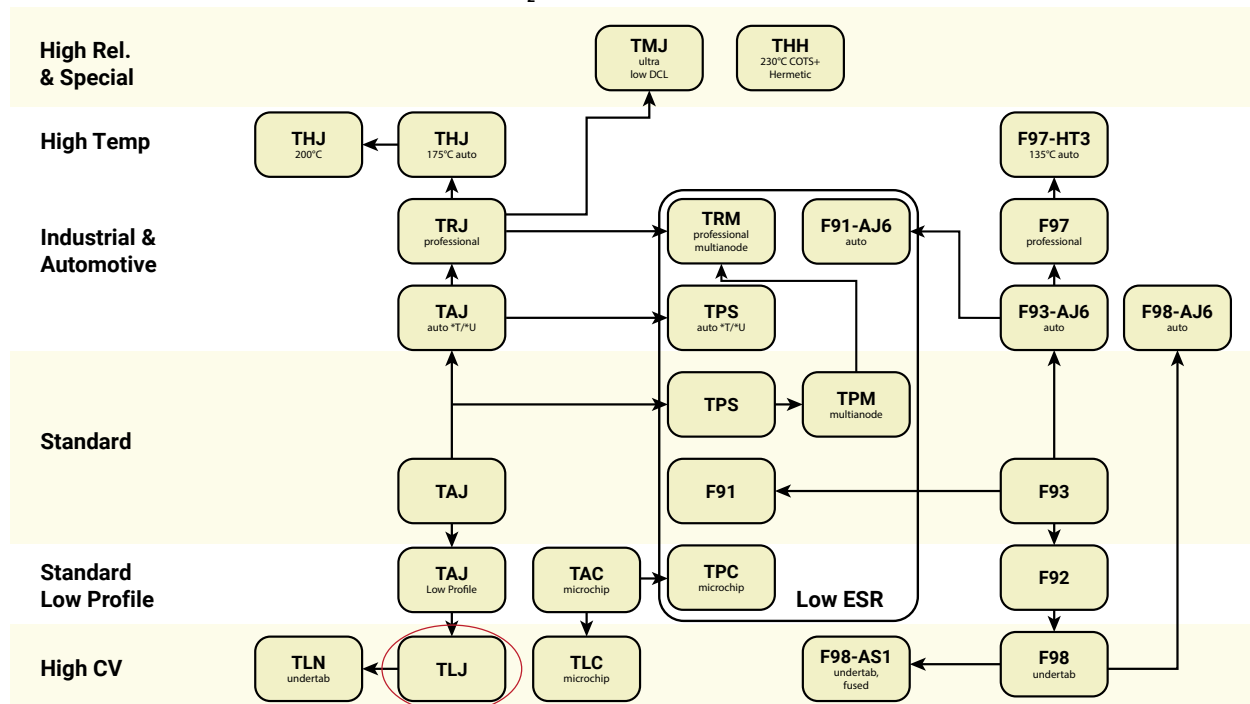 2
High Rel.
& Special
TMJ
ultra
low DCL
THH
230°C COTS+
Hermetic
High Temp
THJ
200°C
THJ
175°C auto
F97-HT3
135°C auto
Industrial &
Automotive
TRJ
professional
TRM
professional
multianode
F91-AJ6
auto
F97
professional
TAJ
auto *T/*U
TPS
auto *T/*U
F93-AJ6
auto
F98-AJ6
auto
Standard
TPS
TPM
multianode
TAJ
F91
F93
Standard
Low Profile
TAJ
Low Profile
TAC
microchip
TPC
microchip
Low ESR
F92
High CV
TLN
undertab
TLJ
TLC
microchip
F98-AS1
undertab,
fused
F98
undertab